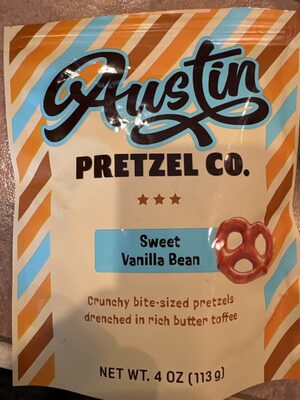 Austin
PRETZEL CO.
Sweet
Vanilla Bean
Crunchy bite-sized pretzels
drenched in rich butter toffee
NET WT. 4 OZ (113g)